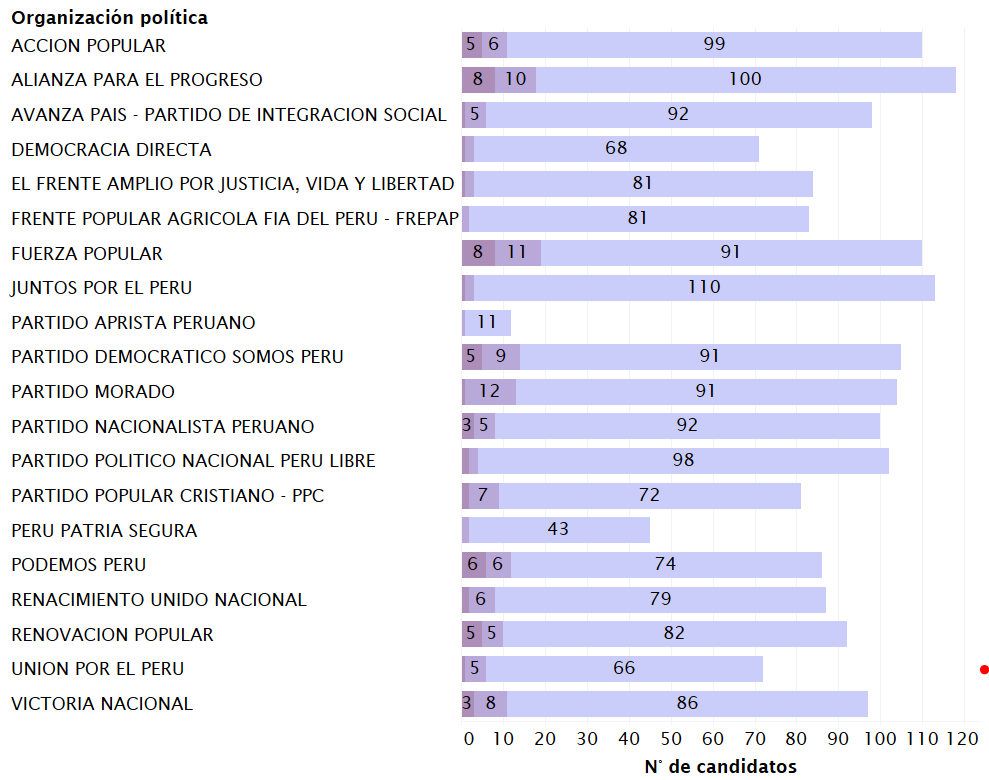 Organización política
ACCION POPULAR 5 6 99
ALIANZA PARA EL PROGRESO 8 10 100
AVANZA PAIS - PARTIDO DE INTEGRACION SOCIAL 5 92
DEMOCRACIA DIRECTA 68
EL FRENTE AMPLIO POR JUSTICIA, VIDA Y LIBERTAD 81
FRENTE POPULAR AGRICOLA FIA DEL PERU - FREPAP 81
FUERZA POPULAR 8 11 91
JUNTOS POR EL PERU 110
PARTIDO APRISTA PERUANO 11
PARTIDO DEMOCRATICO SOMOS PERU 5 9 91
PARTIDO MORADO 12 91
PARTIDO NACIONALISTA PERUANO 3 5 92
PARTIDO POLITICO NACIONAL PERU LIBRE 98
PARTIDO POPULAR CRISTIANO - PPC 7 72
PERU PATRIA SEGURA 43
PODEMOS PERU 6 6 74
RENACIMIENTO UNIDO NACIONAL 6 79
RENOVACION POPULAR 5 5 82
UNION POR EL PERU 5 66
VICTORIA NACIONAL 3 8 86
0 10 20 30 40 50 60 70 80 90 100 110 120
N° de candidatos